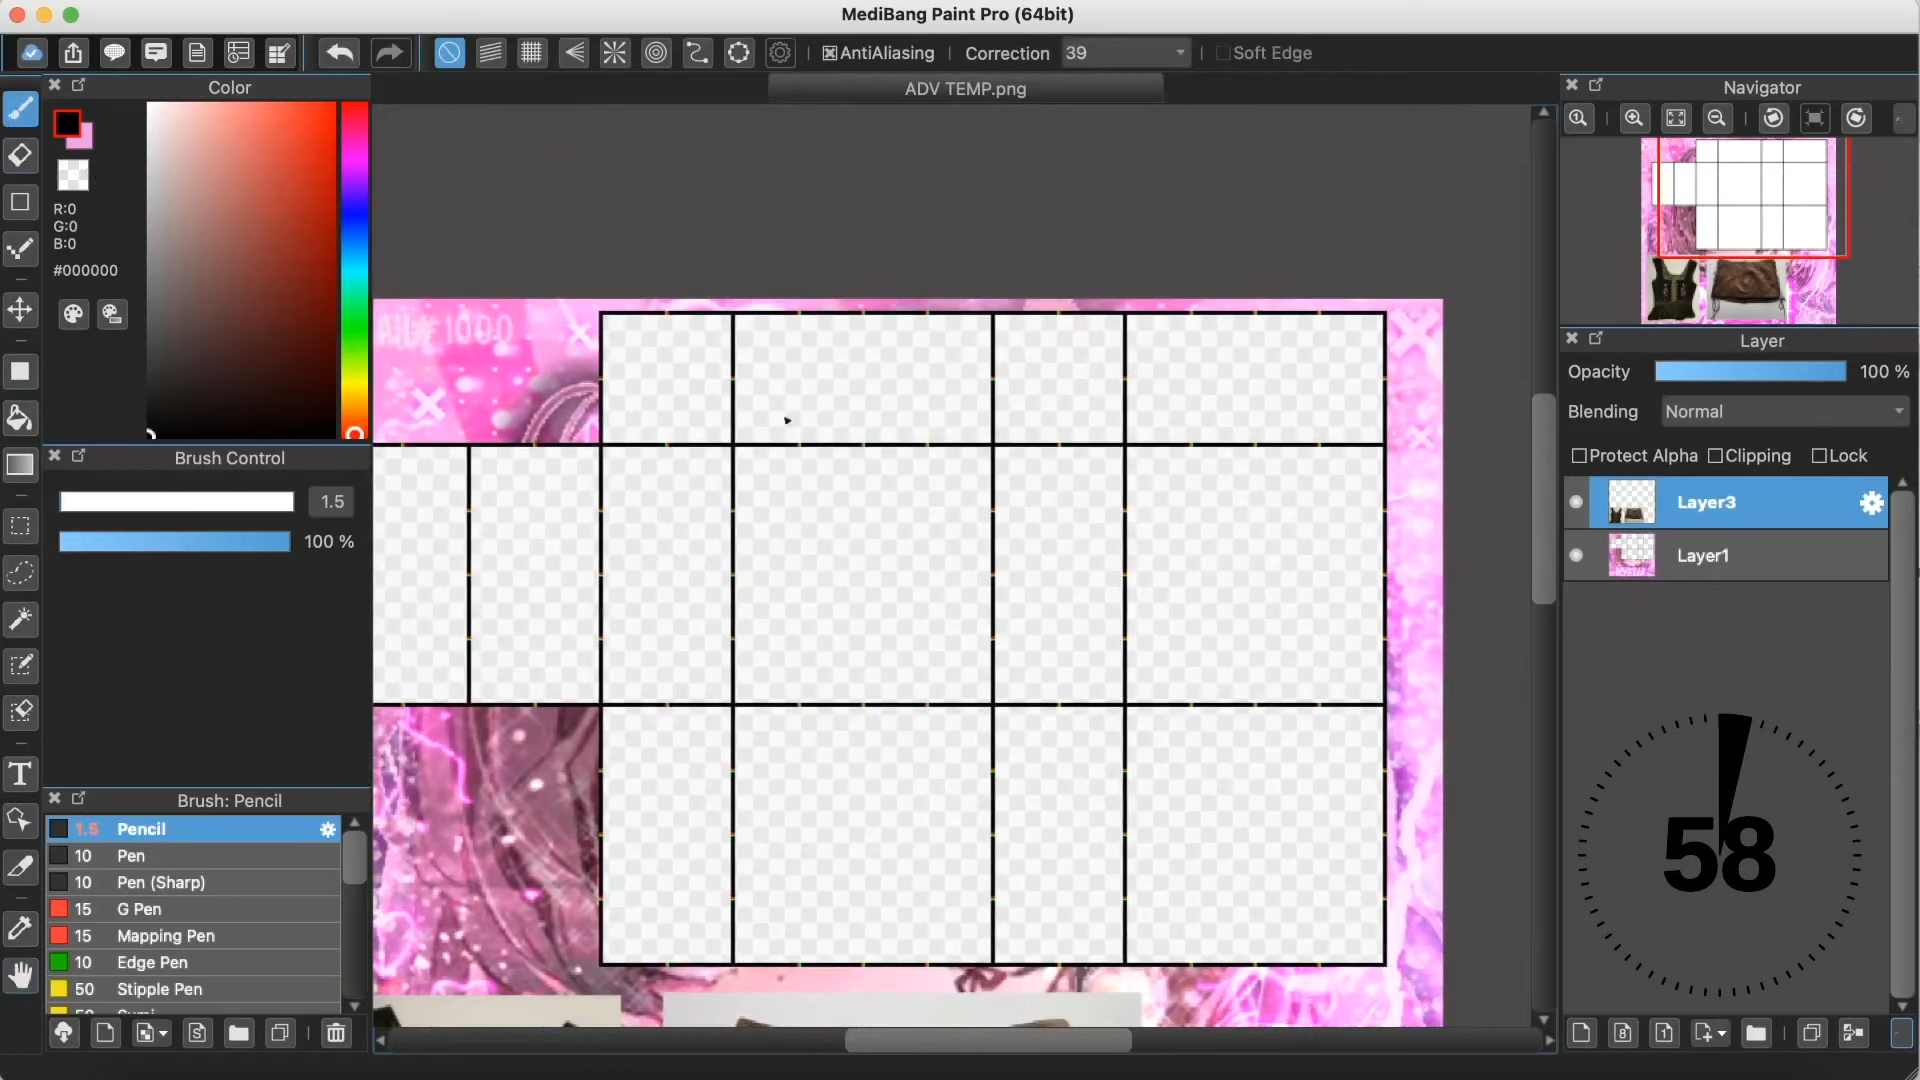 MediBang Paint Pro (64bit)
AntiAliasing
Correction 39
Soft Edge
Color
ADV TEMP.png
Navigator
R:0
G:0
B:0
#000000
Layer
Opacity 100 %
Blending Normal
Protect Alpha Clipping Lock
Layer3
Layer1
Brush Control
1.5
100 %
Brush: Pencil
1.5 Pencil
10 Pen
10 Pen (Sharp)
15 G Pen
15 Mapping Pen
10 Edge Pen
50 Stipple Pen
58